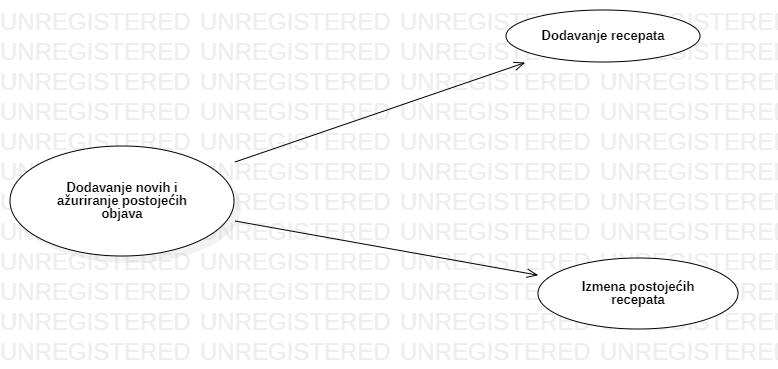 UNREGISTERED UNREGISTERED UNREGISTERED UNREGISTERED
Dodavanje recepata
Dodavanje novih i
ažuriranje postojećih
objava
Izmena postojećih
recepata